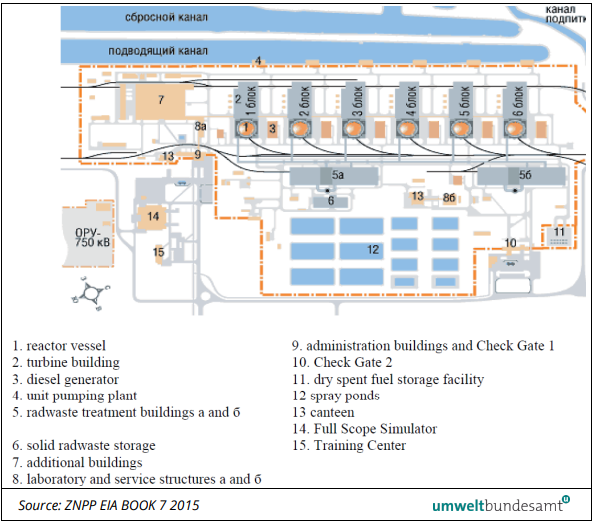 сбросной канал
канал
подпитк
подводящий канал
4
7
2
1 блок
2 блок
3 блок
4 блок
5 блок
6 блок
8а
1
3
13
9
5а
5б
6
13
8б
14
ОРУ-
750 кВ
15
12
10
11
1. reactor vessel
2. turbine building
3. diesel generator
4. unit pumping plant
5. radwaste treatment buildings а and б
6. solid radwaste storage
7. additional buildings
8. laboratory and service structures а and б
9. administration buildings and Check Gate 1
10. Check Gate 2
11. dry spent fuel storage facility
12 spray ponds
13 canteen
14. Full Scope Simulator
15. Training Center
Source: ZNPP EIA BOOK 7 2015
umweltbundesamt